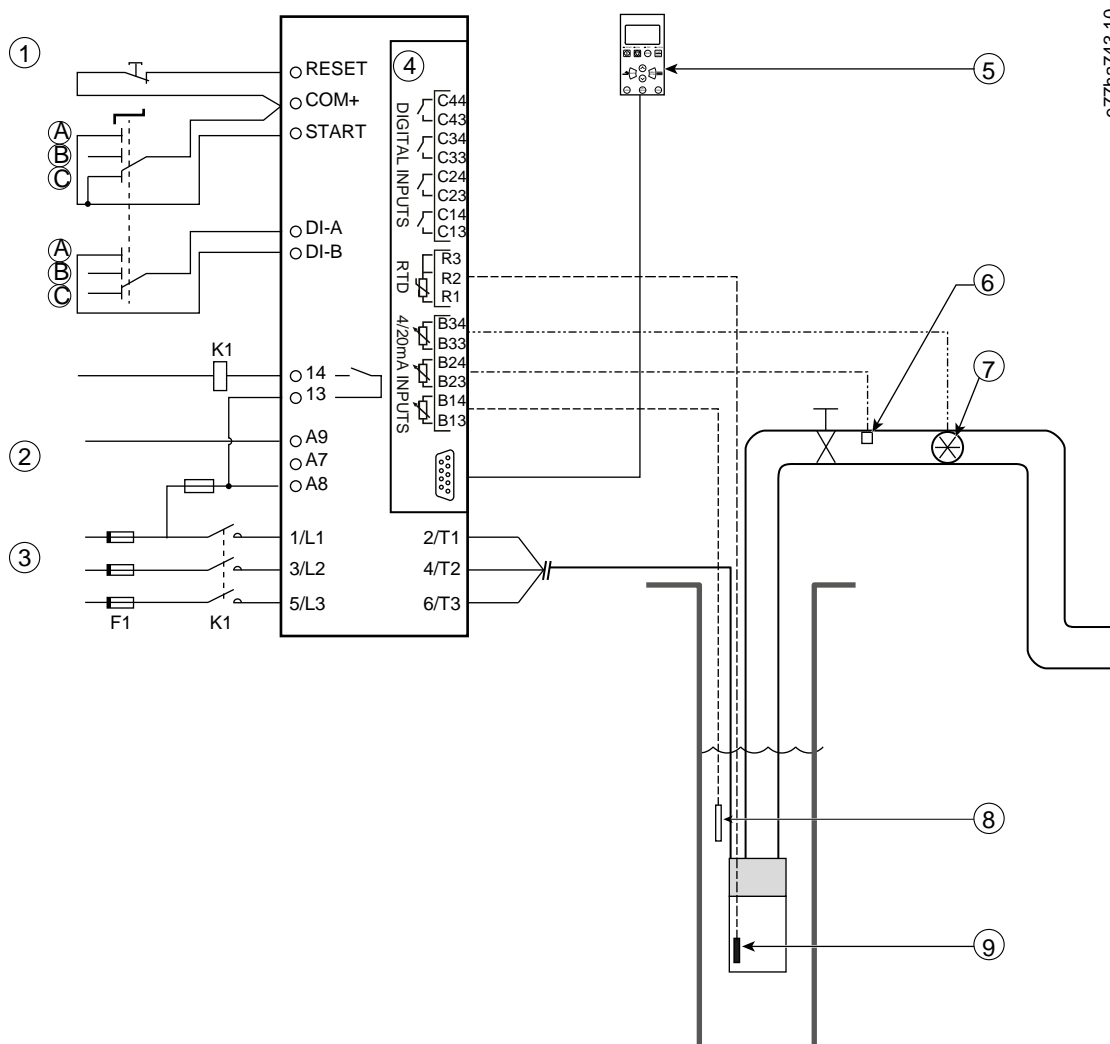 1
RESET
COM+
START
A
B
C
DI-A
DI-B
A
B
C
K1
14
13
2
A9
A7
A8
3
1/L1
3/L2
5/L3
F1
K1
2/T1
4/T2
6/T3
4
DIGITAL INPUTS
C44
C43
C34
C33
C24
C23
C14
C13
RTD
R3
R2
R1
4/20mA INPUTS
B34
B33
B24
B23
B14
B13
5
6
7
8
9